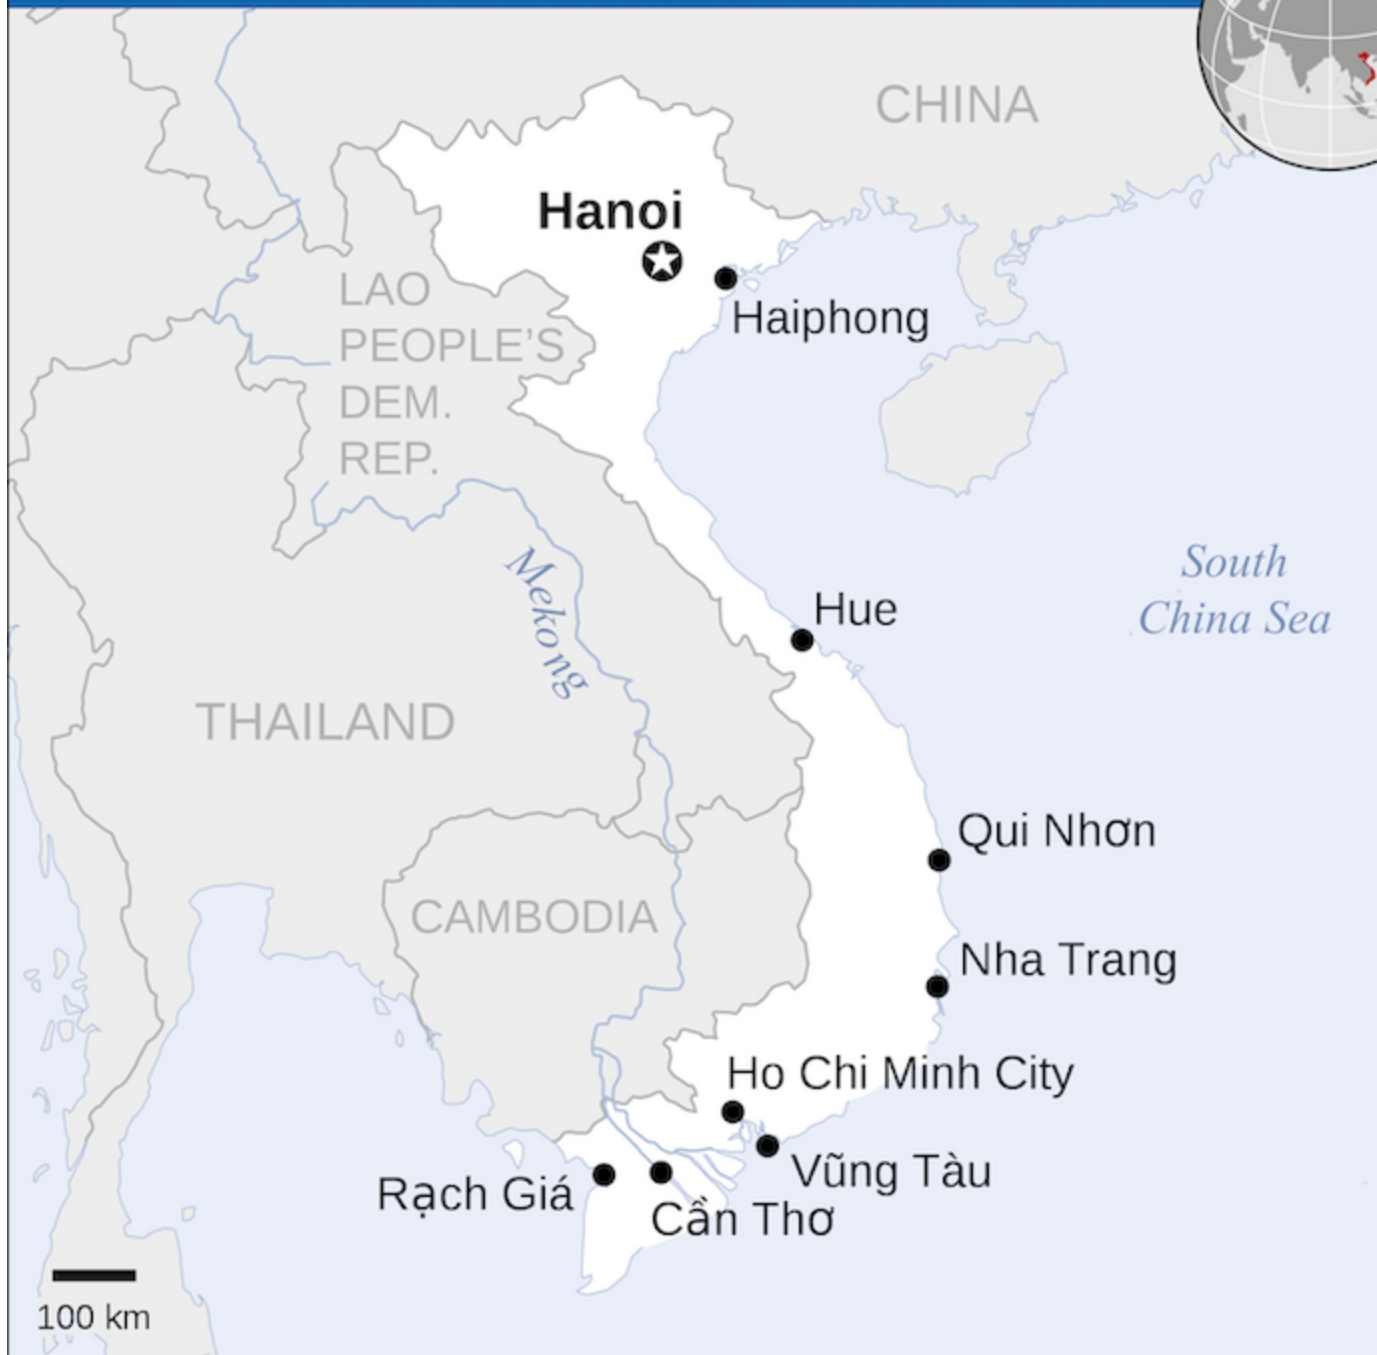 CHINA
Hanoi
Haiphong
LAO
PEOPLE'S
DEM.
REP.
Mekong
South
China Sea
Hue
THAILAND
Qui Nhơn
CAMBODIA
Nha Trang
Ho Chi Minh City
Vũng Tàu
Rạch Giá
Cần Thơ
100 km